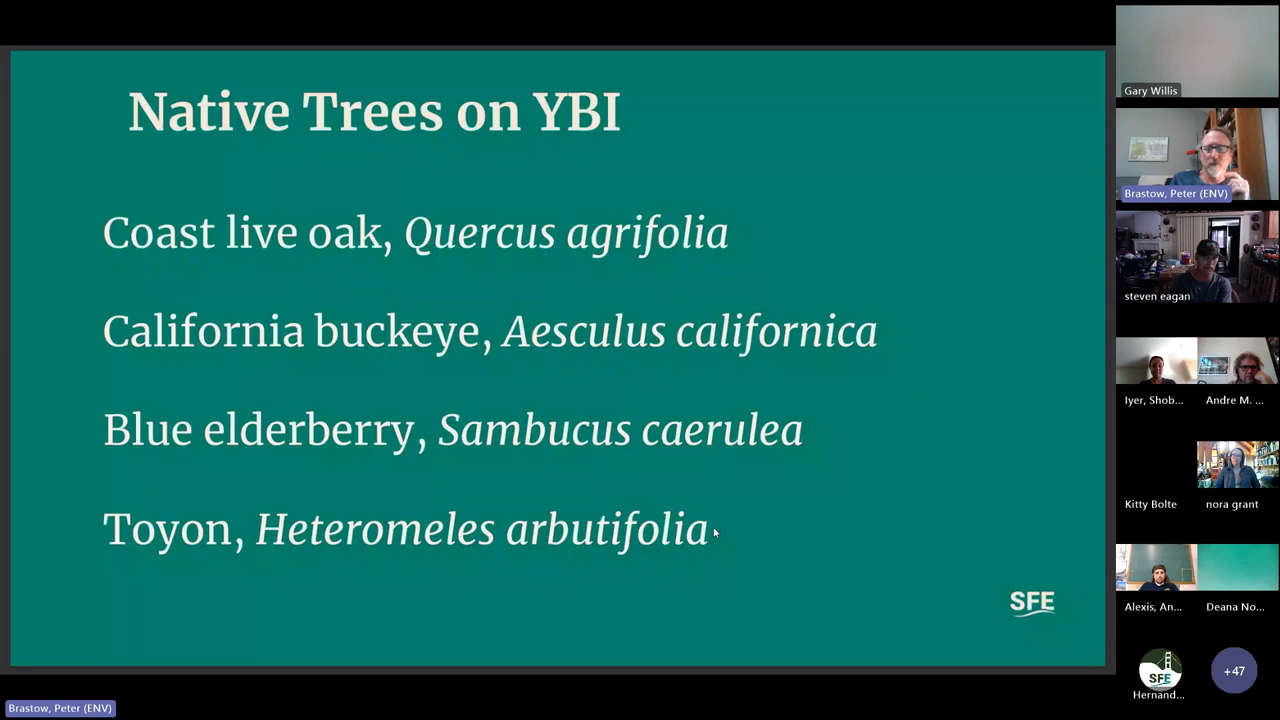 Native Trees on YBI
Coast live oak, Quercus agrifolia
California buckeye, Aesculus californica
Blue elderberry, Sambucus caerulea
Toyon, Heteromeles arbutifolia
SFE
Brastow, Peter (ENV)
Gary Willis
Brastow, Peter (ENV)
steven eagan
Iyer, Shob...
Andre M. ...
Kitty Bolte
nora grant
Alexis, An...
Deana No...
SFE
Hernand...
+47